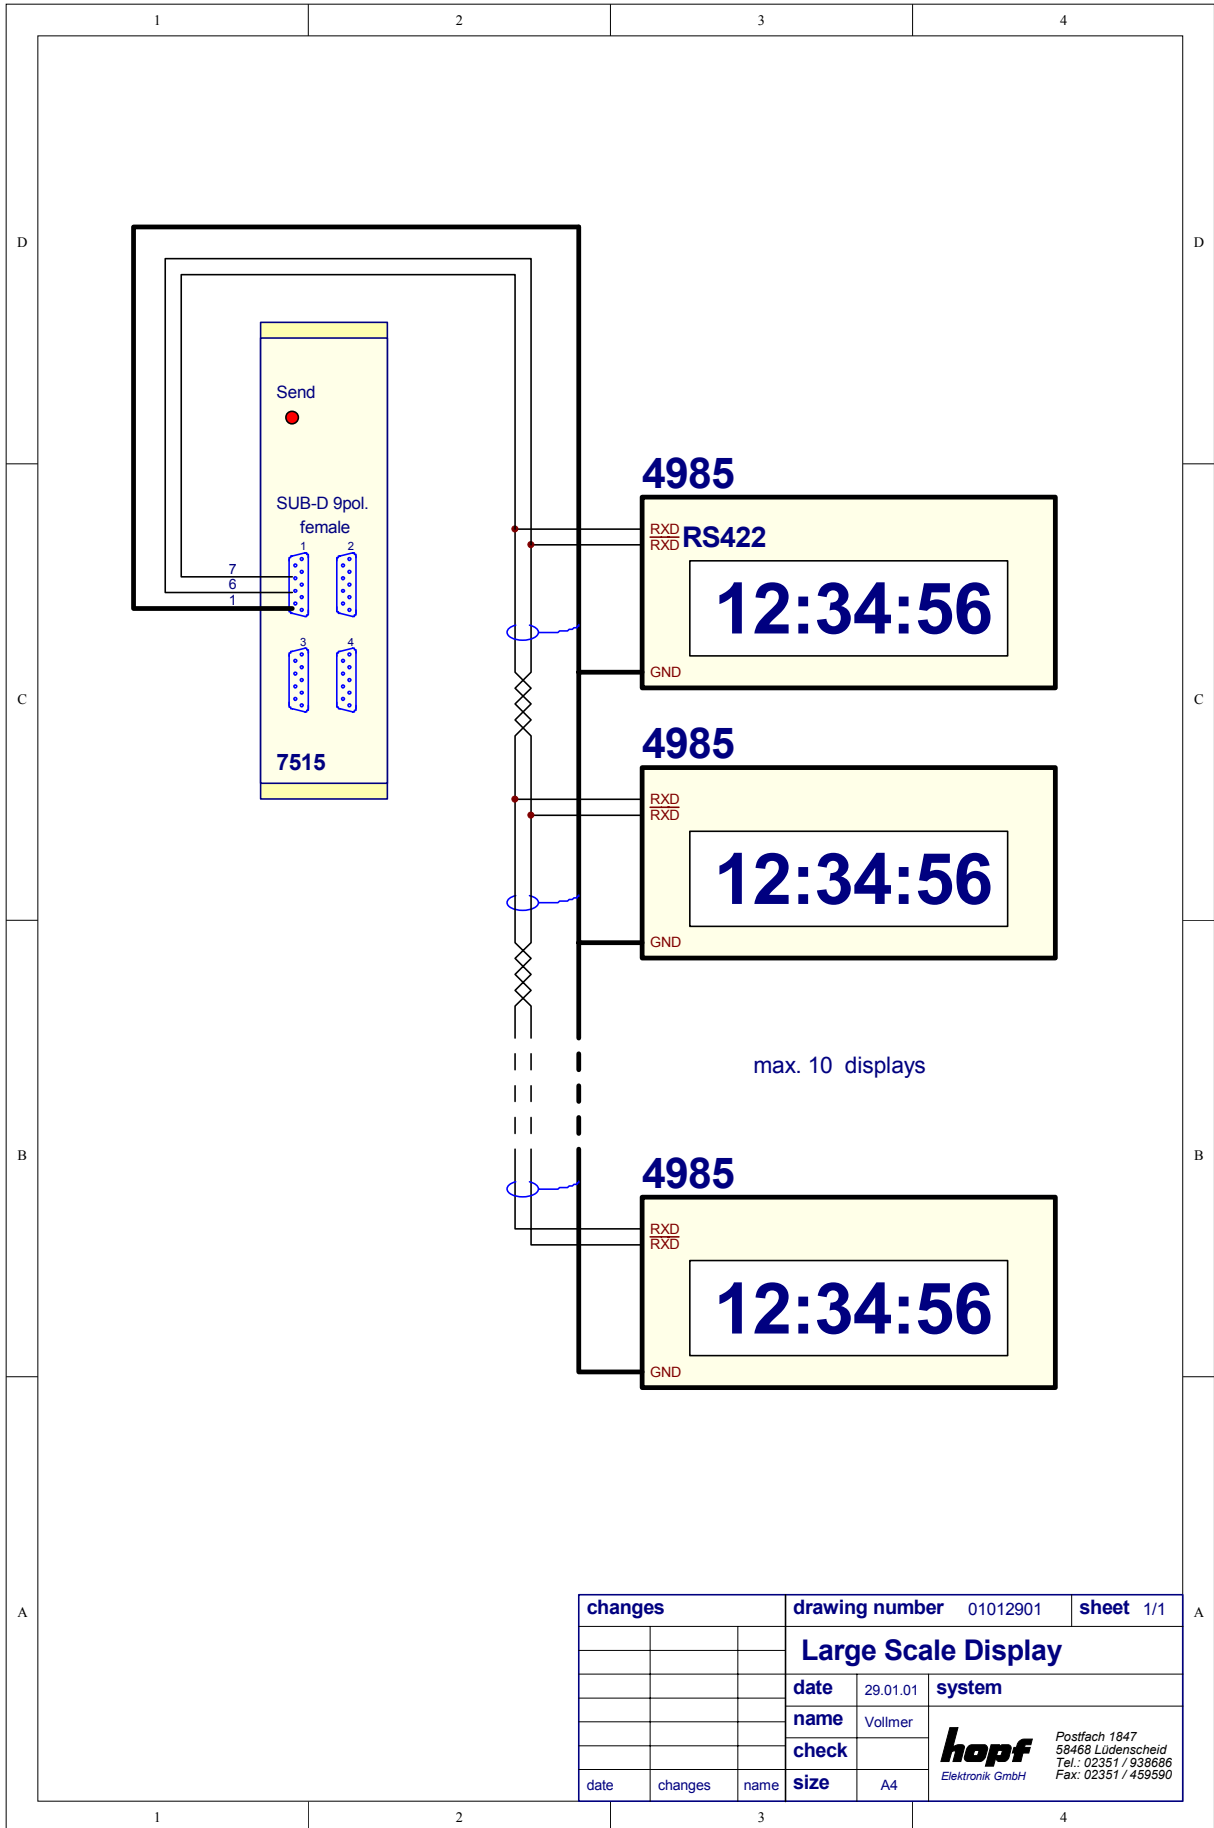 1 2 3 4
D D
Send
4985
SUB-D 9pol.
female
RXD
RXD
RS422
1 2
7
6
1
12:34:56
3 4
GND
C C
4985
7515
RXD
RXD
12:34:56
GND
max. 10 displays
B B
4985
RXD
RXD
12:34:56
GND
A A
changes drawing number 01012901 sheet 1/1
Large Scale Display
date 29.01.01 system
name Vollmer
check
size A4
date changes name
hopf
Elektronik GmbH
Postfach 1847
58468 Lüdenscheid
Tel.: 02351 / 938686
Fax: 02351 / 459590
1 2 3 4